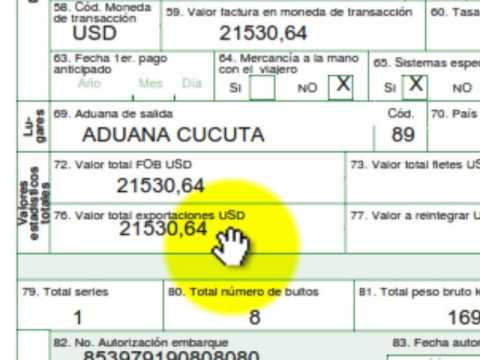 58. Cód. Moneda
de transacción
USD
59. Valor factura en moneda de transacción
21530,64
60. Tasa
63. Fecha 1er. pago
anticipado
Año Mes Día
64. Mercancía a la mano
con el viajero
SI NO X
65. Sistemas espe
SI X NO
Lu-
gares
69. Aduana de salida
ADUANA CUCUTA
Cód.
89
70. País
Valores
estadísticos
totales
72. Valor total FOB USD
21530,64
73. Valor total fletes US
76. Valor total exportaciones USD
21530,64
77. Valor a reintegrar U
79. Total series
1
80. Total número de bultos
8
81. Total peso bruto k
169
82. No. Autorización embarque
853979190808080
83. Fecha autor